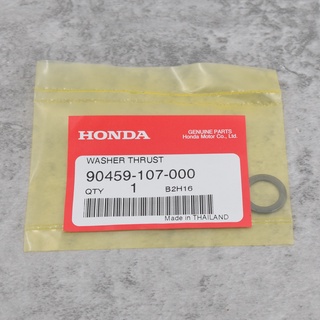 HONDA
GENUINE PARTS
Honda Motor Co., Ltd.
WASHER THRUST
90459-107-000
QTY 1 B2H16
Made in THAILAND